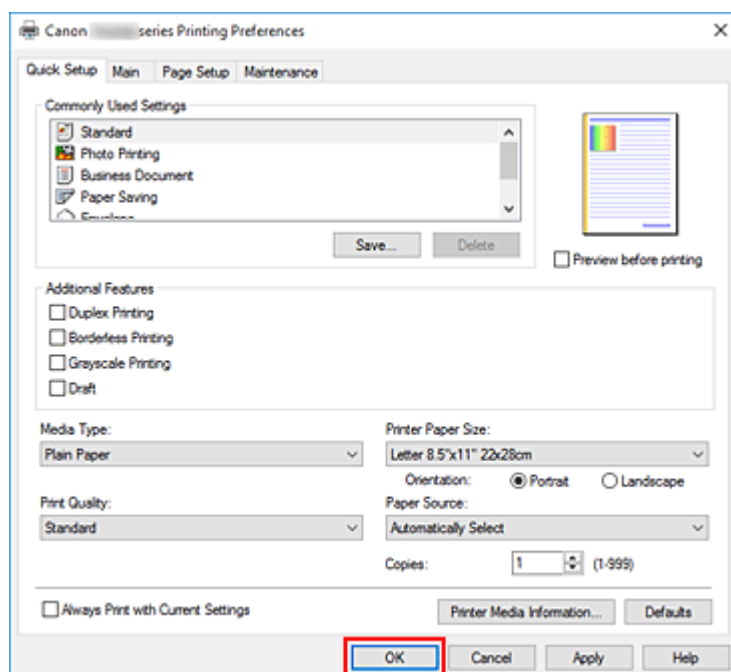 Canon series Printing Preferences
Quick Setup Main Page Setup Maintenance
Commonly Used Settings
Standard
Photo Printing
Business Document
Paper Saving
Envelope
Save... Delete
Preview before printing
Additional Features
Duplex Printing
Borderless Printing
Grayscale Printing
Draft
Media Type: Printer Paper Size:
Plain Paper Letter 8.5"x11" 22x28cm
Orientation: Portrait Landscape
Print Quality: Paper Source:
Standard Automatically Select
Copies: 1 (1-999)
Always Print with Current Settings Printer Media Information... Defaults
OK Cancel Apply Help